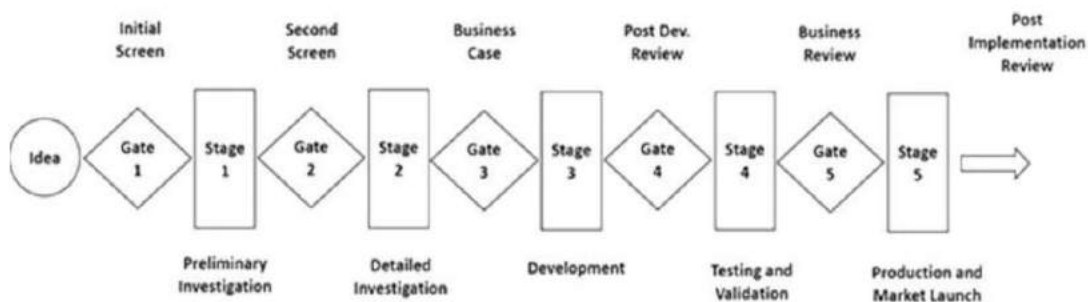 Initial
Screen
Second
Screen
Business
Case
Post Dev.
Review
Business
Review
Post
Implementation
Review
Idea
Gate
1
Stage
1
Gate
2
Stage
2
Gate
3
Stage
3
Gate
4
Stage
4
Gate
5
Stage
5
Preliminary
Investigation
Detailed
Investigation
Development
Testing and
Validation
Production and
Market Launch